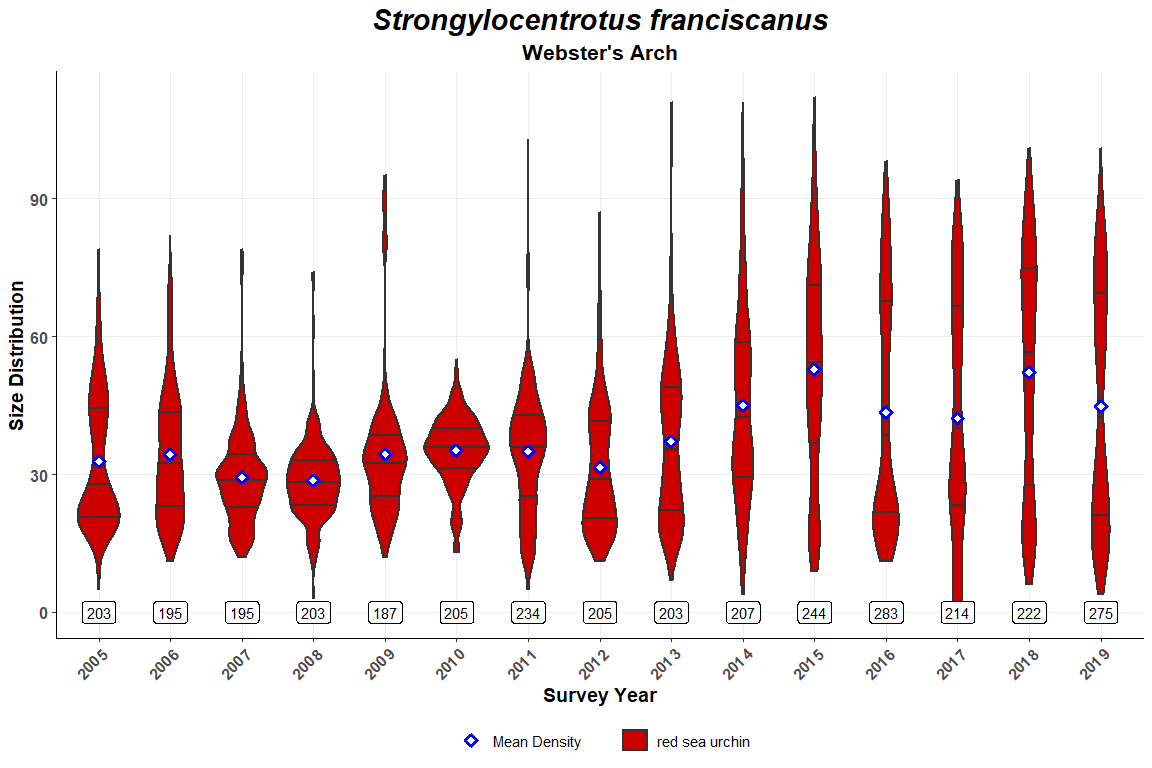 Strongylocentrotus franciscanus
Webster's Arch
Size Distribution
90
60
30
0
203 195 195 203 187 205 234 205 203 207 244 283 214 222 275
2005 2006 2007 2008 2009 2010 2011 2012 2013 2014 2015 2016 2017 2018 2019
Survey Year
Mean Density red sea urchin